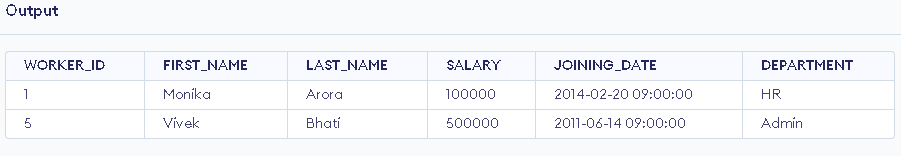 Output
WORKER_ID FIRST_NAME LAST_NAME SALARY JOINING_DATE DEPARTMENT
1 Monika Arora 100000 2014-02-20 09:00:00 HR
5 Vivek Bhati 500000 2011-06-14 09:00:00 Admin